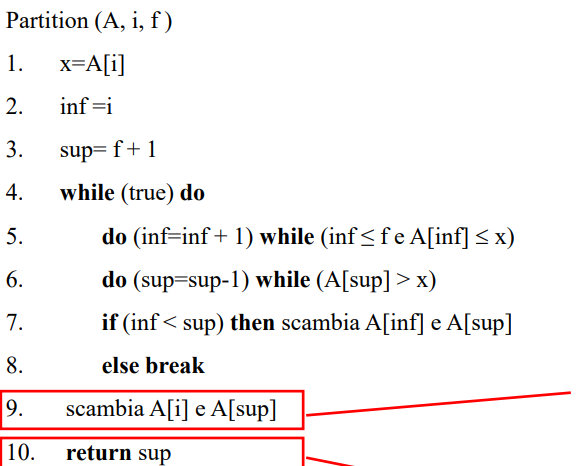 Partition (A, i, f )
1. x=A[i]
2. inf =i
3. sup= f + 1
4. while (true) do
5. do (inf=inf + 1) while (inf ≤ f e A[inf] ≤ x)
6. do (sup=sup-1) while (A[sup] > x)
7. if (inf < sup) then scambia A[inf] e A[sup]
8. else break
9. scambia A[i] e A[sup]
10. return sup